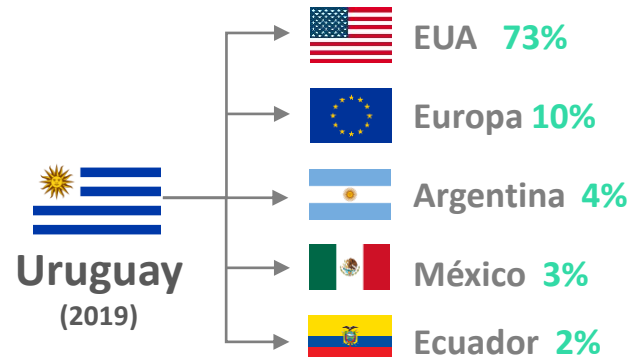 EUA 73%
Europa 10%
Argentina 4%
México 3%
Ecuador 2%
Uruguay
(2019)